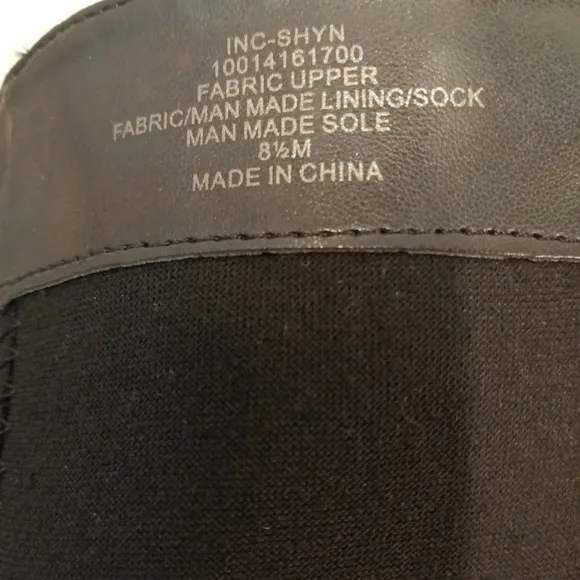 INC-SHYN
10014161700
FABRIC UPPER
FABRIC/MAN MADE LINING/SOCK
MAN MADE SOLE
8½M
MADE IN CHINA